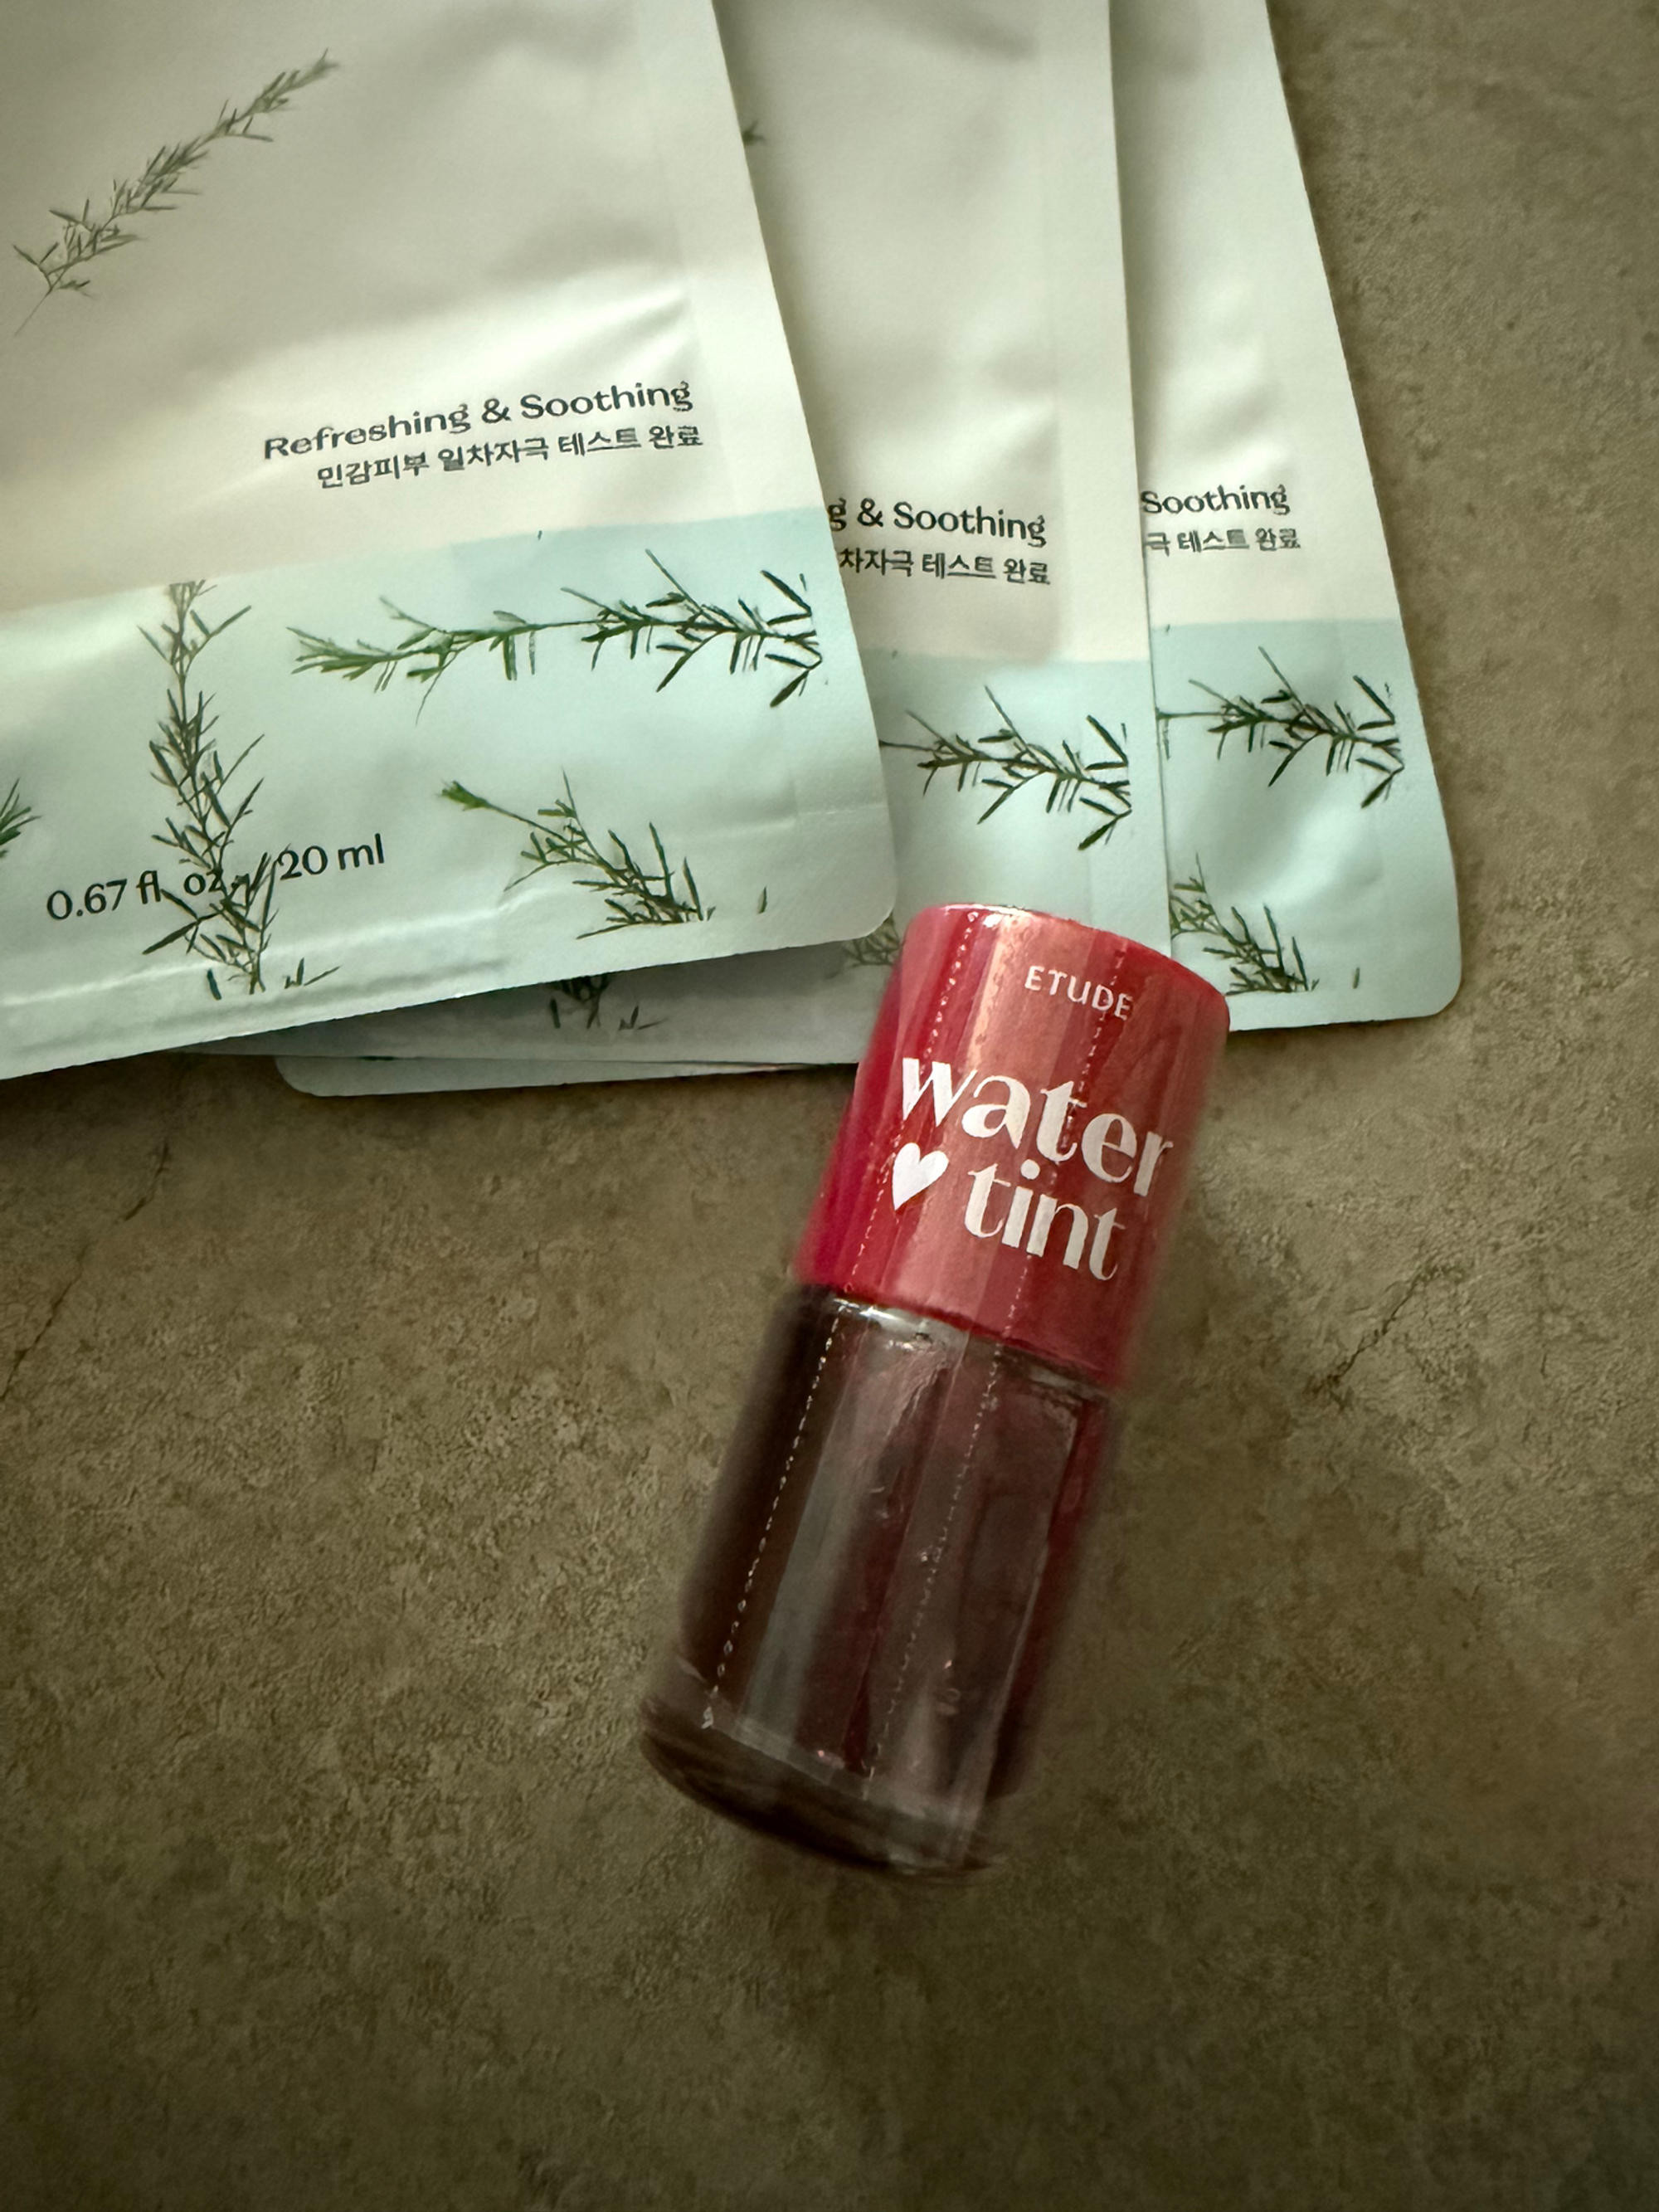 Refreshing & Soothing
민감피부 일차자극 테스트 완료
0.67 fl oz. / 20 ml
g & Soothing
차자극 테스트 완료
Soothing
극 테스트 완료
ETUDE
water
tint